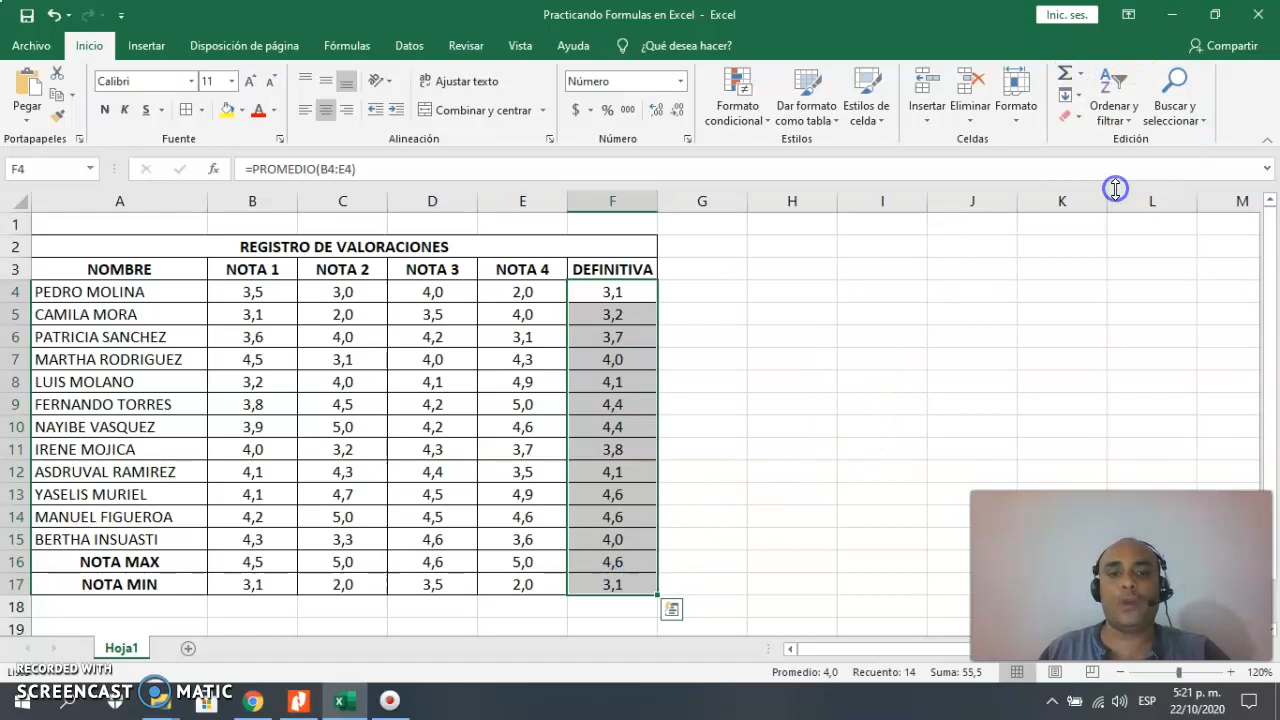 Practicando Formulas en Excel - Excel
Inic. ses.
Archivo Inicio Insertar Disposición de página Fórmulas Datos Revisar Vista Ayuda ¿Qué desea hacer? Compartir
Pegar
Portapapeles
Calibri 11
N K S
Fuente
Ajustar texto
Combinar y centrar
Alineación
Número
$ % 000
Número
Formato condicional
Dar formato como tabla
Estilos de celda
Estilos
Insertar
Eliminar
Formato
Celdas
Ordenar y filtrar
Buscar y seleccionar
Edición
F4 fx =PROMEDIO(B4:E4)
A B C D E F G H I J K L M
1
2 REGISTRO DE VALORACIONES
3 NOMBRE NOTA 1 NOTA 2 NOTA 3 NOTA 4 DEFINITIVA
4 PEDRO MOLINA 3,5 3,0 4,0 2,0 3,1
5 CAMILA MORA 3,1 2,0 3,5 4,0 3,2
6 PATRICIA SANCHEZ 3,6 4,0 4,2 3,1 3,7
7 MARTHA RODRIGUEZ 4,5 3,1 4,0 4,3 4,0
8 LUIS MOLANO 3,2 4,0 4,1 4,9 4,1
9 FERNANDO TORRES 3,8 4,5 4,2 5,0 4,4
10 NAYIBE VASQUEZ 3,9 5,0 4,2 4,6 4,4
11 IRENE MOJICA 4,0 3,2 4,3 3,7 3,8
12 ASDRUVAL RAMIREZ 4,1 4,3 4,4 3,5 4,1
13 YASELIS MURIEL 4,1 4,7 4,5 4,9 4,6
14 MANUEL FIGUEROA 4,2 5,0 4,5 4,6 4,6
15 BERTHA INSUASTI 4,3 3,3 4,6 3,6 4,0
16 NOTA MAX 4,5 5,0 4,6 5,0 4,6
17 NOTA MIN 3,1 2,0 3,5 2,0 3,1
18
19
Hoja1
RECORDED WITH
SCREENCAST MATIC
Promedio: 4,0 Recuento: 14 Suma: 55,5 120%
ESP
5:21 p. m.
22/10/2020